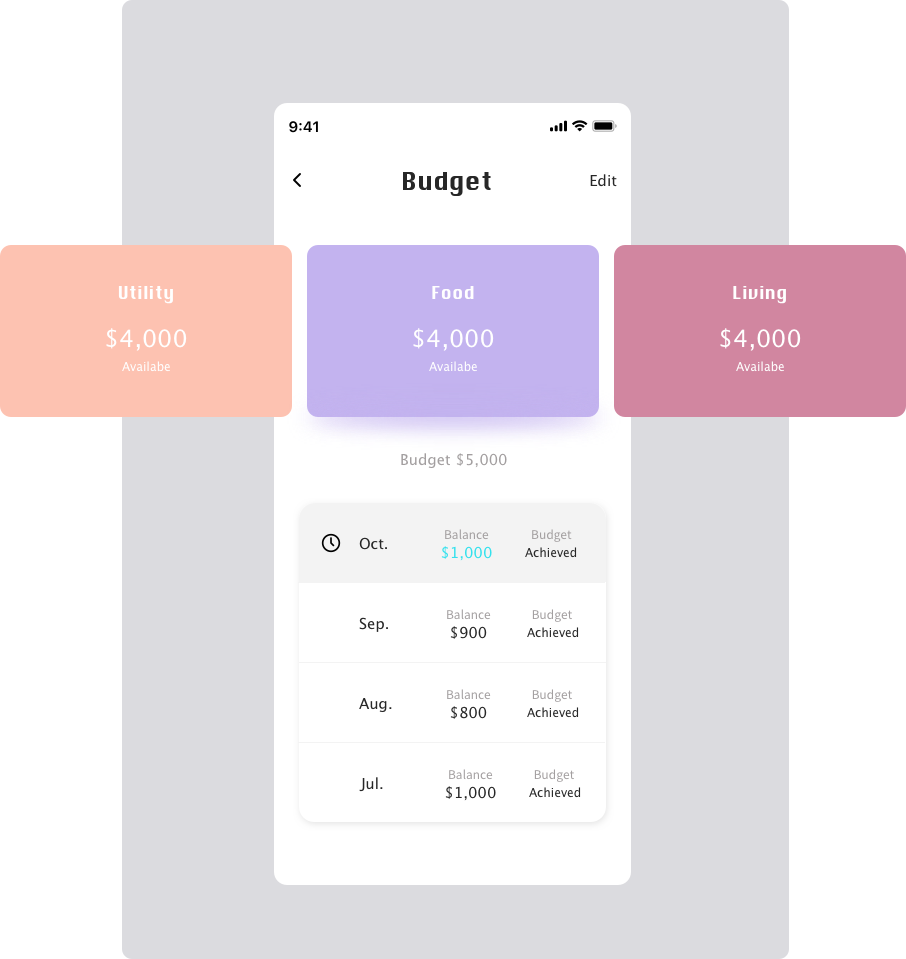 9:41
Budget
Edit
Utility
$4,000
Availabe
Food
$4,000
Availabe
Living
$4,000
Availabe
Budget $5,000
Oct.
Balance
$1,000
Budget
Achieved
Sep.
Balance
$900
Budget
Achieved
Aug.
Balance
$800
Budget
Achieved
Jul.
Balance
$1,000
Budget
Achieved